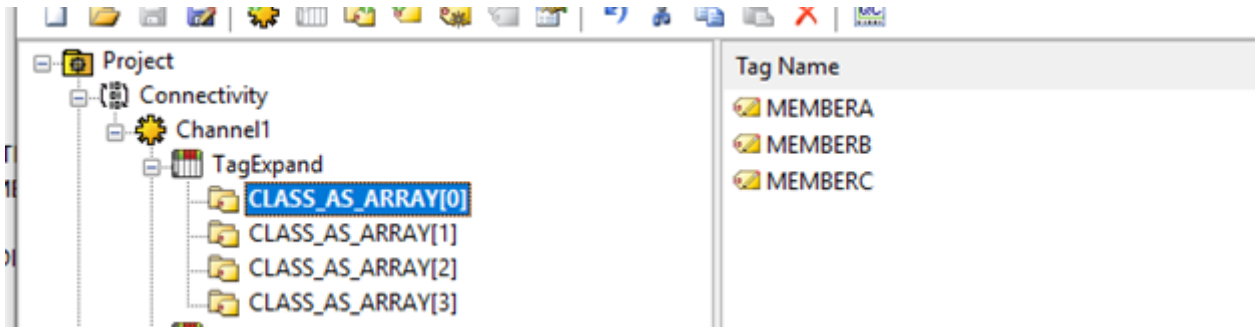 Project
Connectivity
Channel1
TagExpand
CLASS_AS_ARRAY[0]
CLASS_AS_ARRAY[1]
CLASS_AS_ARRAY[2]
CLASS_AS_ARRAY[3]
Tag Name
MEMBERA
MEMBERB
MEMBERC